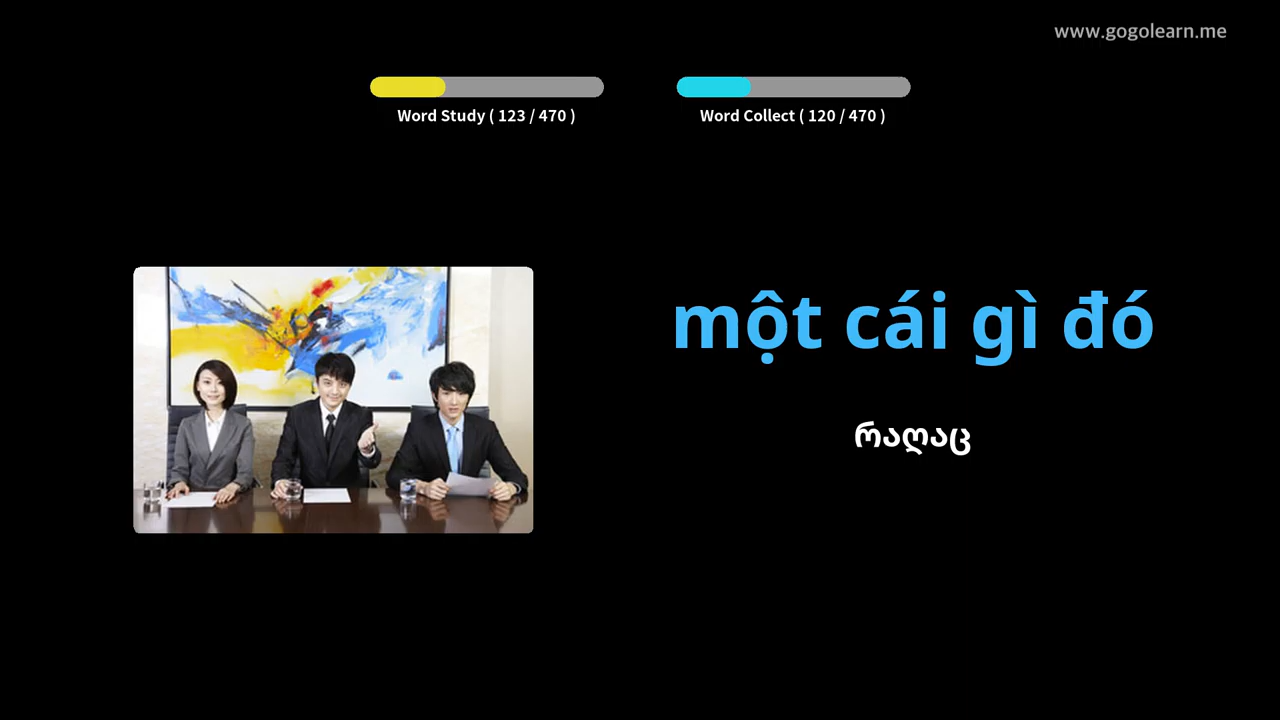 www.gogolearn.me
Word Study ( 123 / 470 )
Word Collect ( 120 / 470 )
một cái gì đó
რაღაც